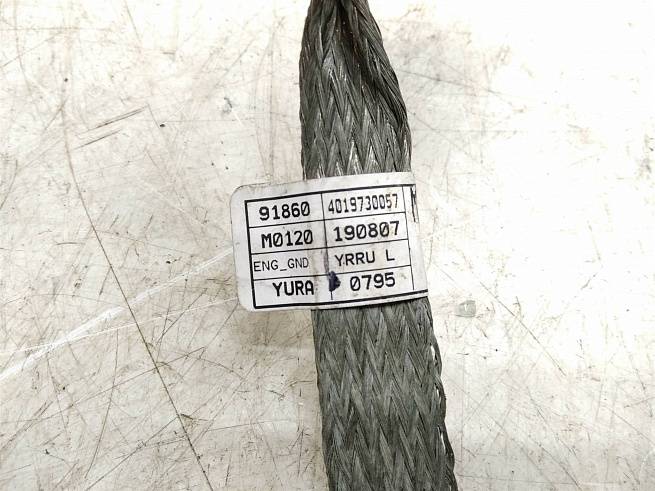 91860 4019730057
M0120 190807
ENG_GND YRRU L
YURA 0795